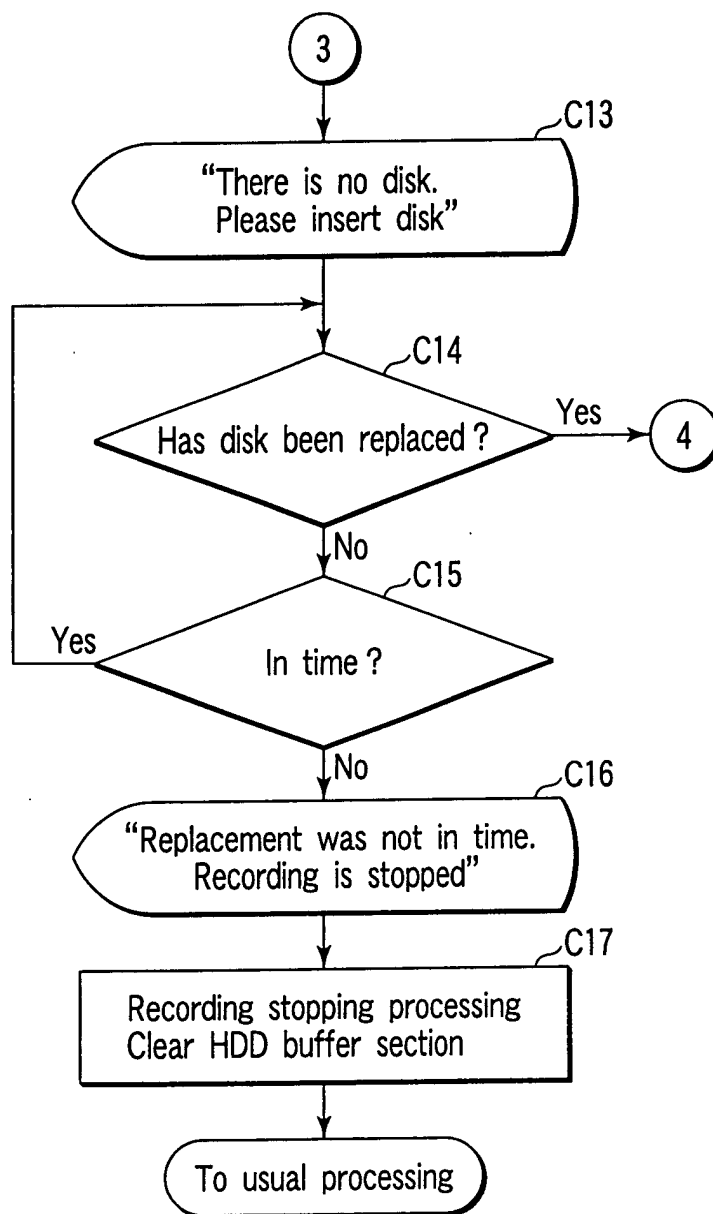 3
C13
“There is no disk.
Please insert disk”
C14
Has disk been replaced?
Yes
4
No
C15
Yes
In time?
No
C16
“Replacement was not in time.
Recording is stopped”
C17
Recording stopping processing
Clear HDD buffer section
To usual processing